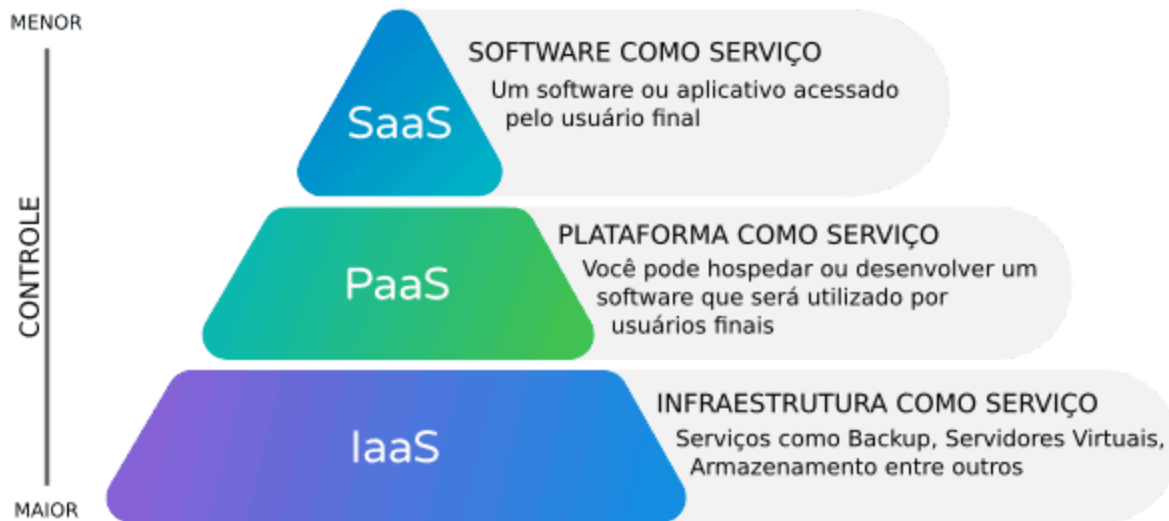 MENOR
SaaS
SOFTWARE COMO SERVIÇO
Um software ou aplicativo acessado
pelo usuário final
CONTROLE
PaaS
PLATAFORMA COMO SERVIÇO
Você pode hospedar ou desenvolver um
software que será utilizado por
usuários finais
IaaS
INFRAESTRUTURA COMO SERVIÇO
Serviços como Backup, Servidores Virtuais,
Armazenamento entre outros
MAIOR